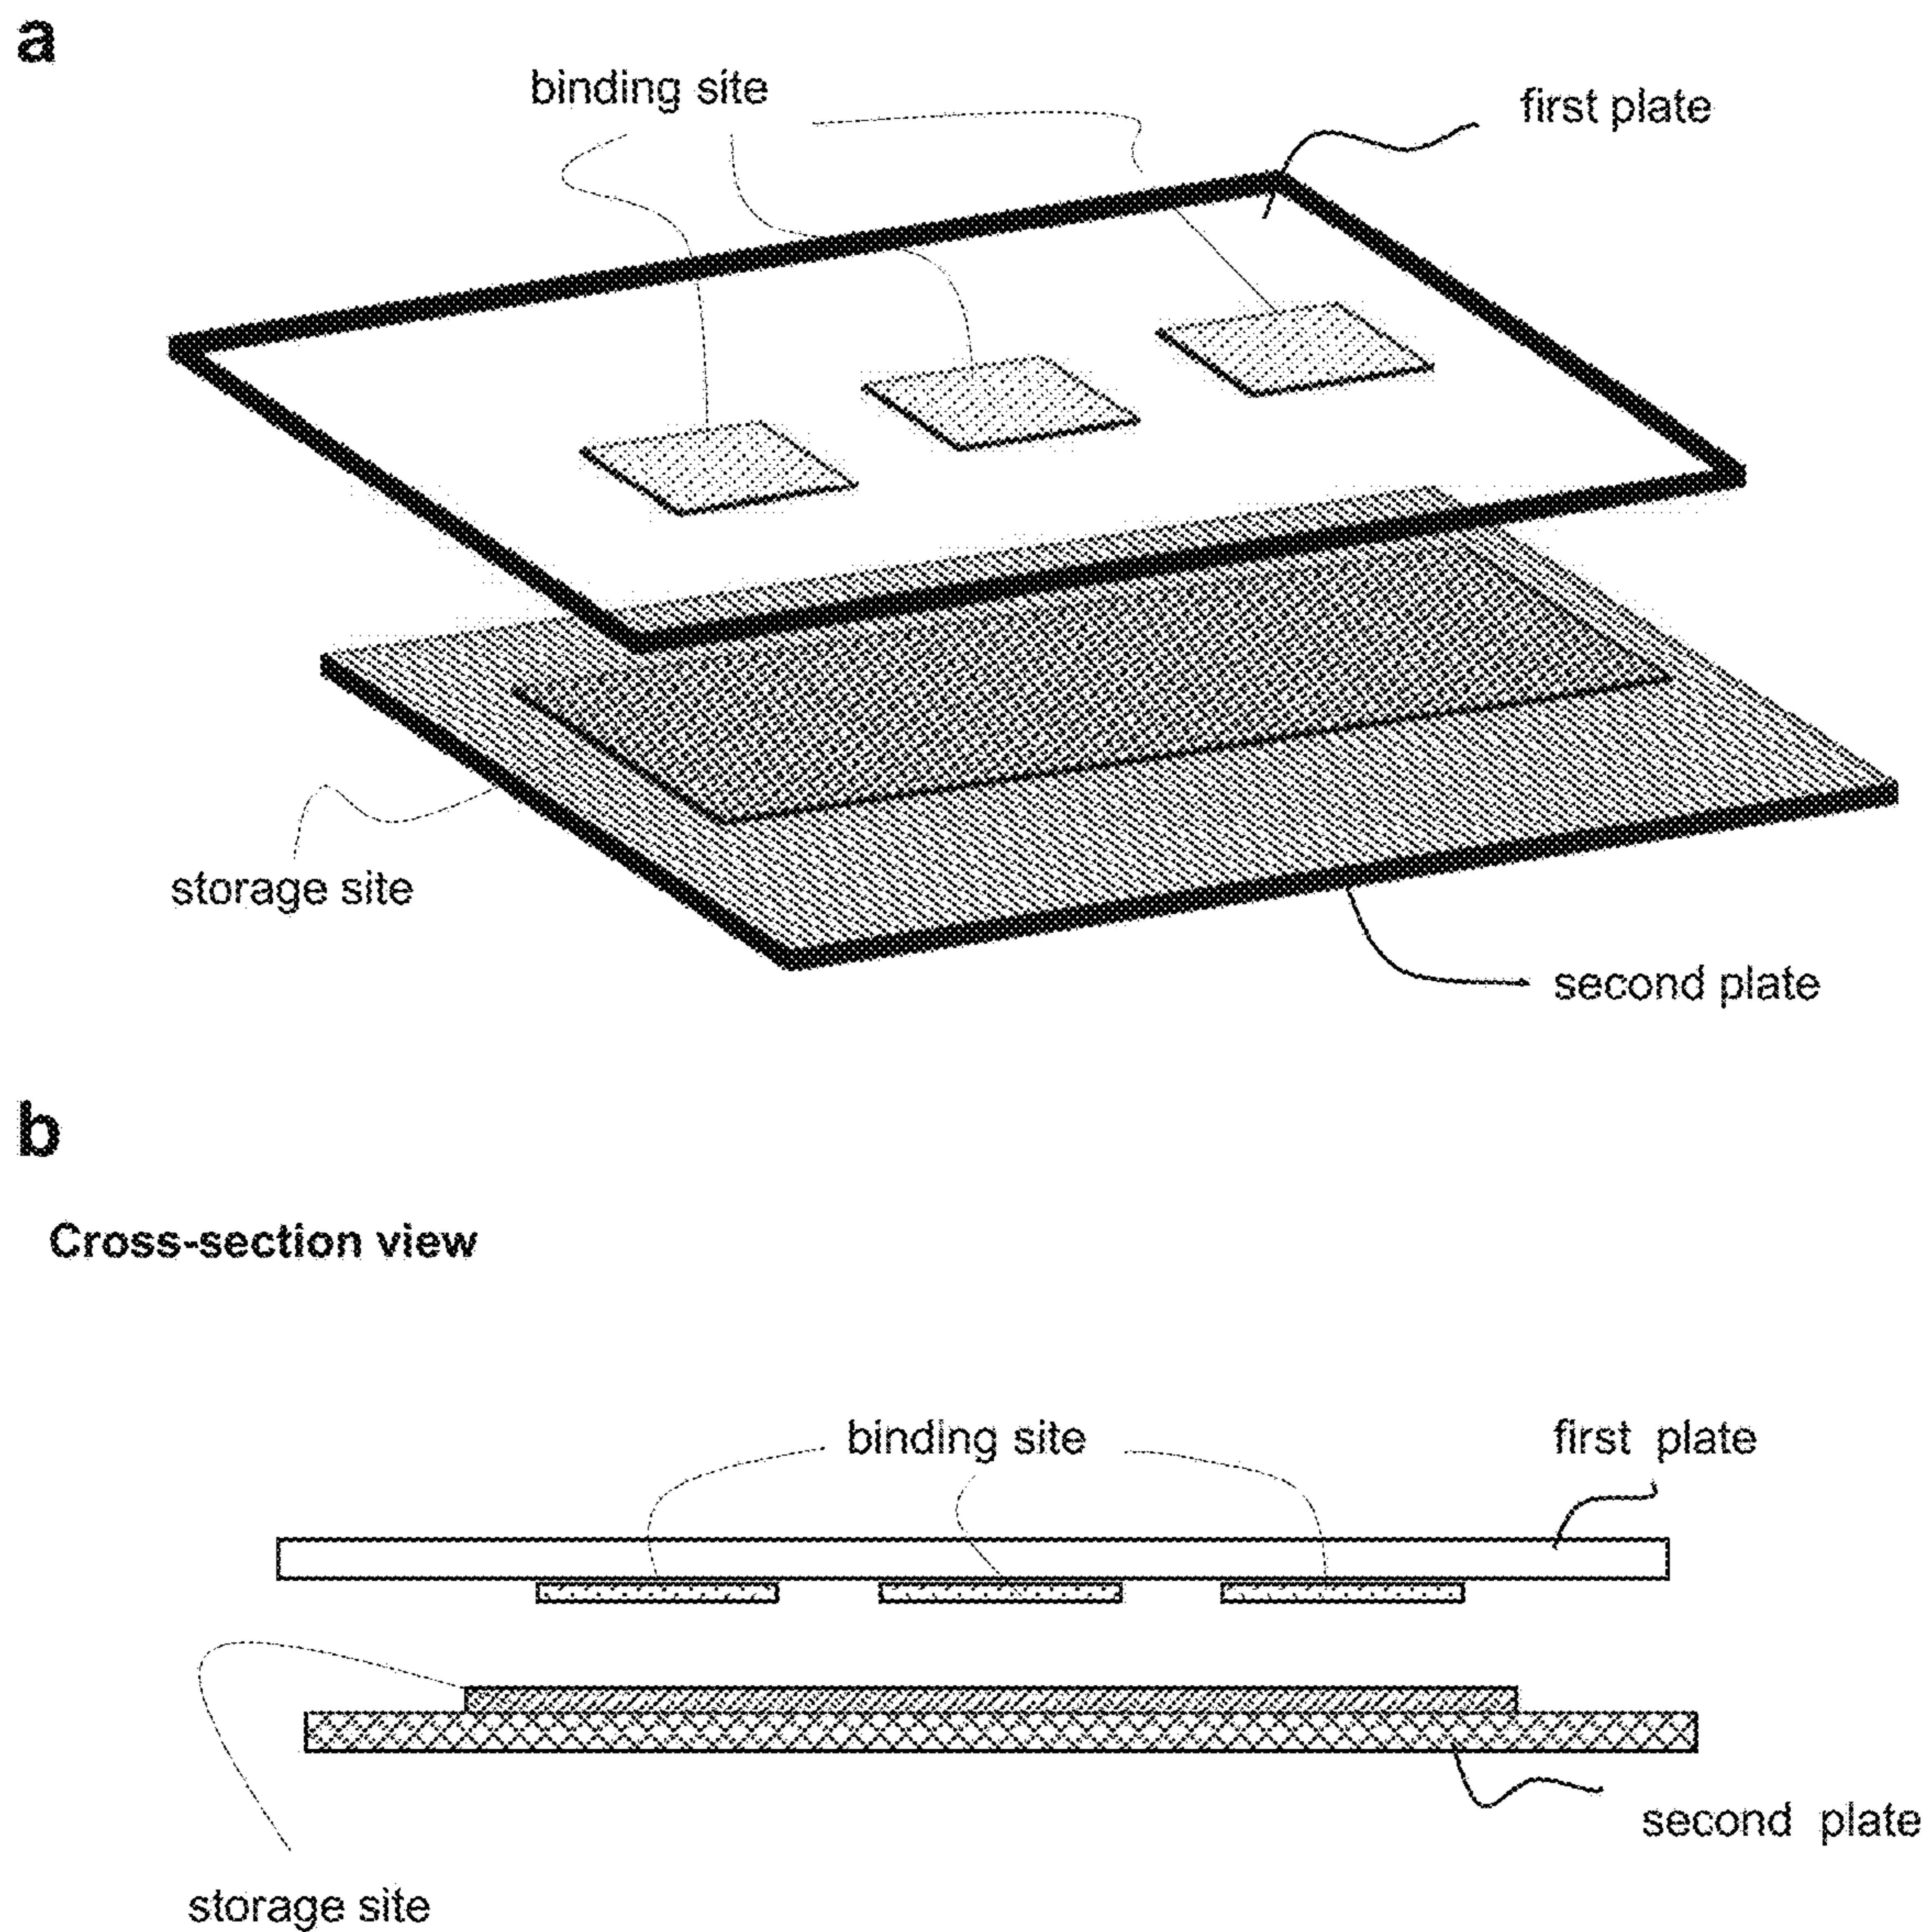 a
binding site
first plate
storage site
second plate
b
Cross-section view
binding site
first plate
second plate
storage site